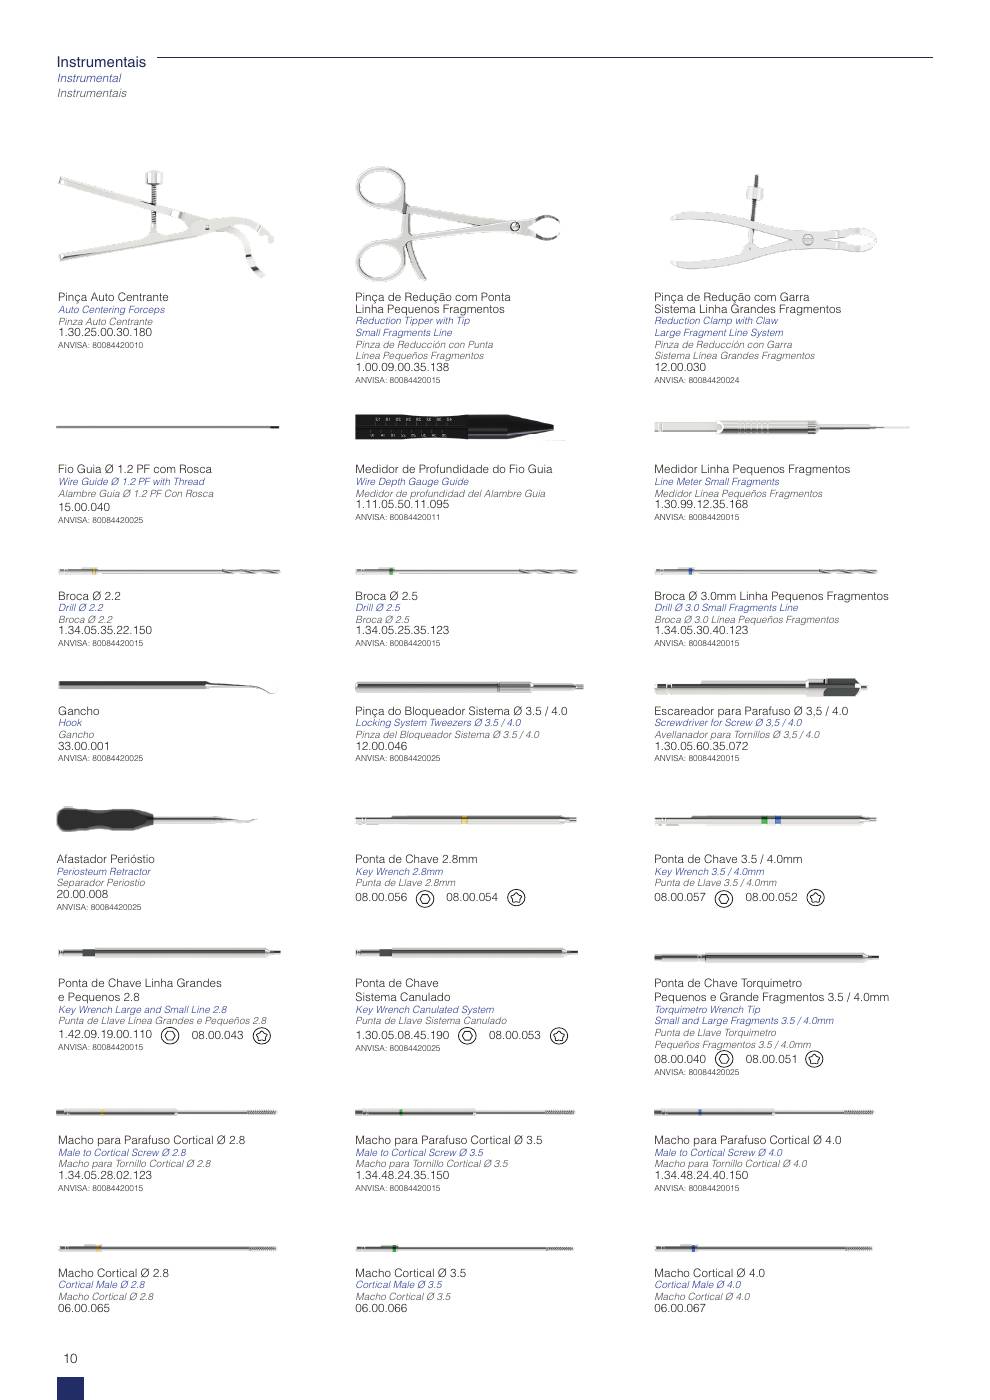 Instrumentais
Instrumental
Instrumentais
Pinça Auto Centrante
Auto Centering Forceps
Pinza Auto Centrante
1.30.25.00.30.180
ANVISA: 80084420010
Pinça de Redução com Ponta
Linha Pequenos Fragmentos
Reduction Tipper with Tip
Small Fragments Line
Pinza de Reducción con Punta
Línea Pequeños Fragmentos
1.00.09.00.35.138
ANVISA: 80084420015
Pinça de Redução com Garra
Sistema Linha Grandes Fragmentos
Reduction Clamp with Claw
Large Fragment Line System
Pinza de Reducción con Garra
Sistema Línea Grandes Fragmentos
12.00.030
ANVISA: 80084420024
Fio Guia Ø 1.2 PF com Rosca
Wire Guide Ø 1.2 PF with Thread
Alambre Guía Ø 1.2 PF Con Rosca
15.00.040
ANVISA: 80084420025
Medidor de Profundidade do Fio Guia
Wire Depth Gauge Guide
Medidor de profundidad del Alambre Guia
1.11.05.50.11.095
ANVISA: 80084420011
Medidor Linha Pequenos Fragmentos
Line Meter Small Fragments
Medidor Línea Pequeños Fragmentos
1.30.99.12.35.168
ANVISA: 80084420015
Broca Ø 2.2
Drill Ø 2.2
Broca Ø 2.2
1.34.05.35.22.150
ANVISA: 80084420015
Broca Ø 2.5
Drill Ø 2.5
Broca Ø 2.5
1.34.05.25.35.123
ANVISA: 80084420015
Broca Ø 3.0mm Linha Pequenos Fragmentos
Drill Ø 3.0 Small Fragments Line
Broca Ø 3.0 Línea Pequeños Fragmentos
1.34.05.30.40.123
ANVISA: 80084420015
Gancho
Hook
Gancho
33.00.001
ANVISA: 80084420025
Pinça do Bloqueador Sistema Ø 3.5 / 4.0
Locking System Tweezers Ø 3.5 / 4.0
Pinza del Bloqueador Sistema Ø 3.5 / 4.0
12.00.046
ANVISA: 80084420025
Escareador para Parafuso Ø 3,5 / 4.0
Screwdriver for Screw Ø 3,5 / 4.0
Avellanador para Tornillos Ø 3,5 / 4.0
1.30.05.60.35.072
ANVISA: 80084420015
Afastador Perióstio
Periosteum Retractor
Separador Periostio
20.00.008
ANVISA: 80084420025
Ponta de Chave 2.8mm
Key Wrench 2.8mm
Punta de Llave 2.8mm
08.00.056 08.00.054
Ponta de Chave 3.5 / 4.0mm
Key Wrench 3.5 / 4.0mm
Punta de Llave 3.5 / 4.0mm
08.00.057 08.00.052
Ponta de Chave Linha Grandes
e Pequenos 2.8
Key Wrench Large and Small Line 2.8
Punta de Llave Línea Grandes e Pequeños 2.8
1.42.09.19.00.110 08.00.043
ANVISA: 80084420015
Ponta de Chave
Sistema Canulado
Key Wrench Canulated System
Punta de Llave Sistema Canulado
1.30.05.08.45.190 08.00.053
ANVISA: 80084420025
Ponta de Chave Torquimetro
Pequenos e Grande Fragmentos 3.5 / 4.0mm
Torquimetro Wrench Tip
Small and Large Fragments 3.5 / 4.0mm
Punta de Llave Torquimetro
Pequeños Fragmentos 3.5 / 4.0mm
08.00.040 08.00.051
ANVISA: 80084420025
Macho para Parafuso Cortical Ø 2.8
Male to Cortical Screw Ø 2.8
Macho para Tornillo Cortical Ø 2.8
1.34.05.28.02.123
ANVISA: 80084420015
Macho para Parafuso Cortical Ø 3.5
Male to Cortical Screw Ø 3.5
Macho para Tornillo Cortical Ø 3.5
1.34.48.24.35.150
ANVISA: 80084420015
Macho para Parafuso Cortical Ø 4.0
Male to Cortical Screw Ø 4.0
Macho para Tornillo Cortical Ø 4.0
1.34.48.24.40.150
ANVISA: 80084420015
Macho Cortical Ø 2.8
Cortical Male Ø 2.8
Macho Cortical Ø 2.8
06.00.065
Macho Cortical Ø 3.5
Cortical Male Ø 3.5
Macho Cortical Ø 3.5
06.00.066
Macho Cortical Ø 4.0
Cortical Male Ø 4.0
Macho Cortical Ø 4.0
06.00.067
10